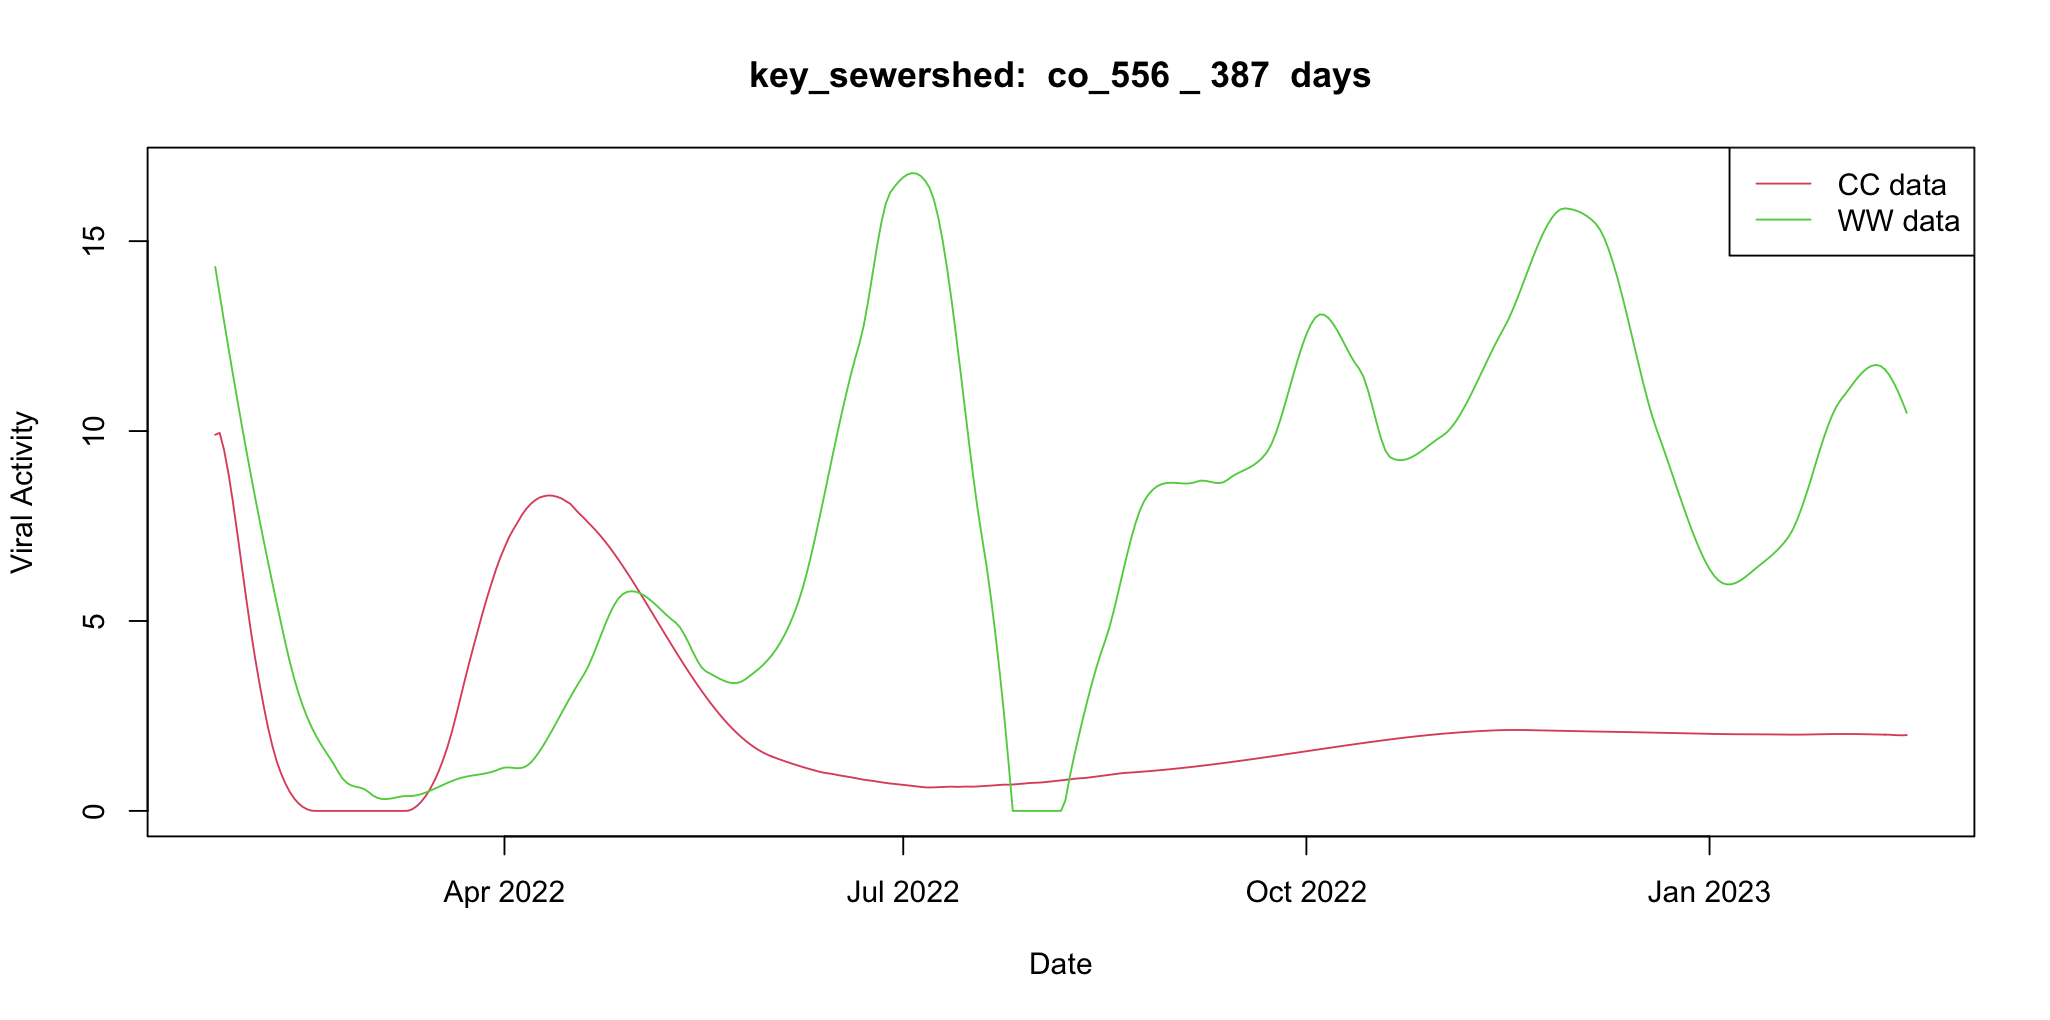 key_sewershed:  co_556 _ 387  days
CC data
WW data
Viral Activity
15
10
5
0
Apr 2022
Jul 2022
Oct 2022
Jan 2023
Date